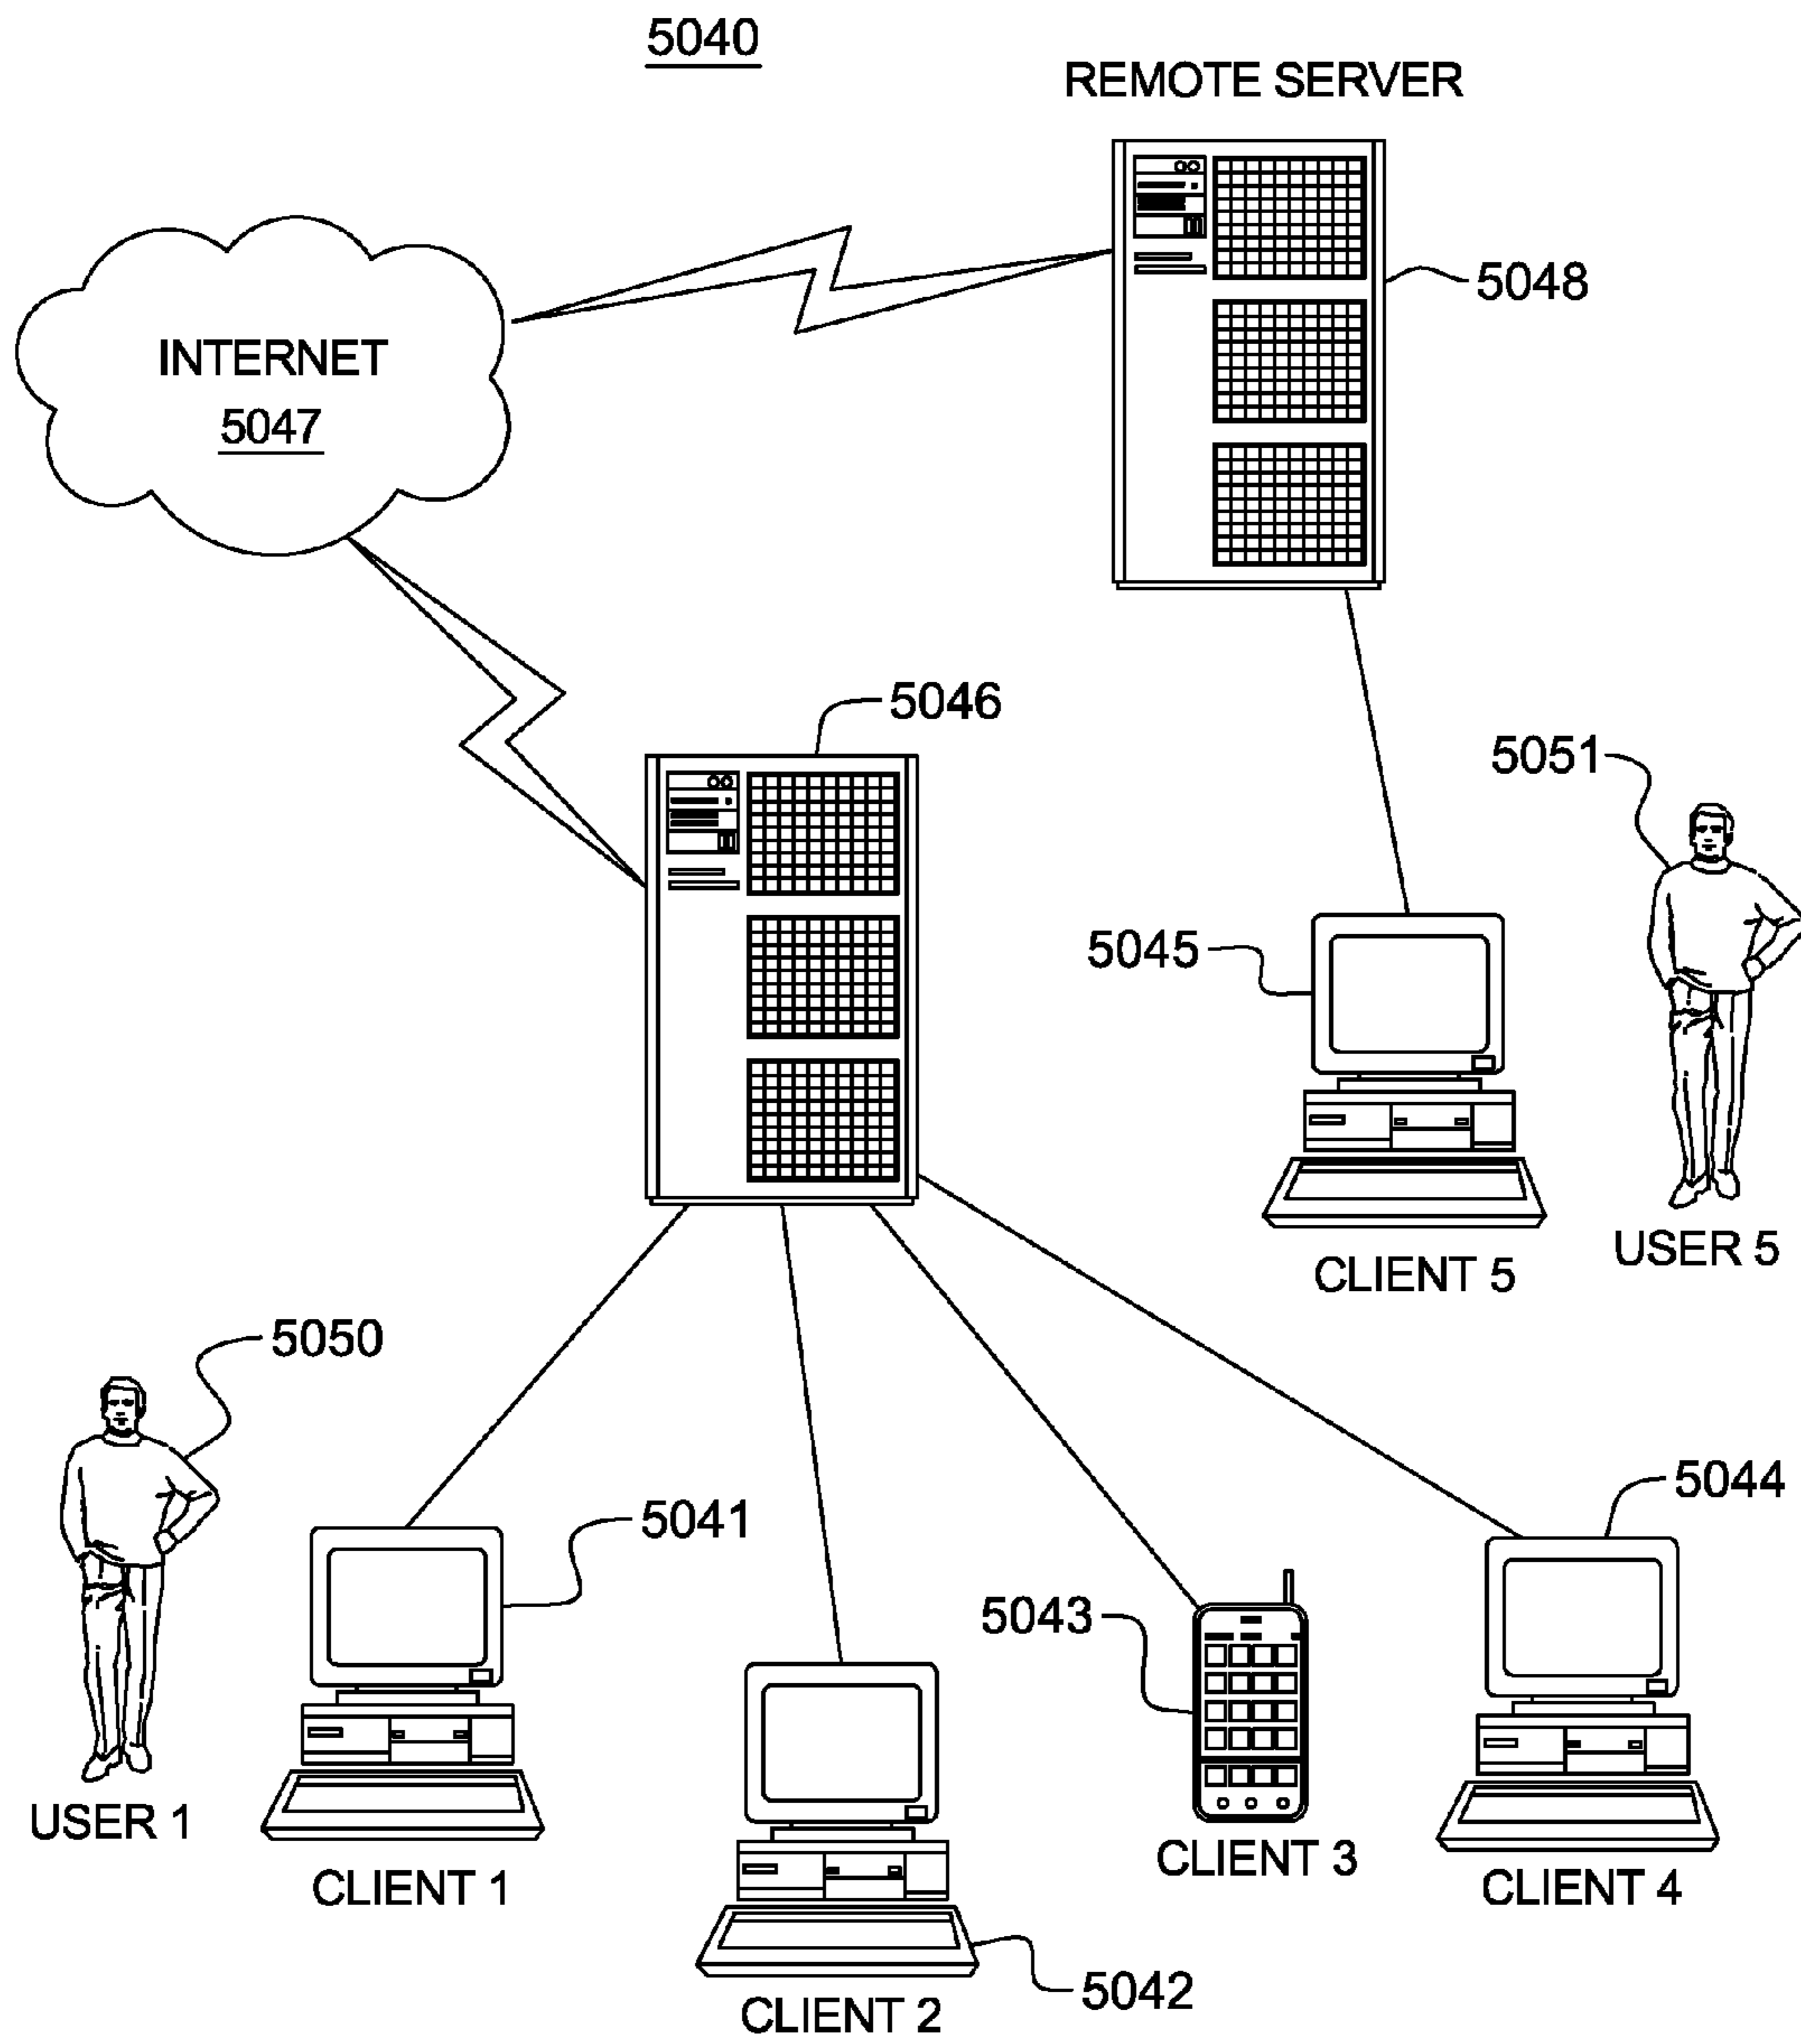 5040
REMOTE SERVER
5048
INTERNET
5047
5046
5051
5045
CLIENT 5
USER 5
5050
5041
5044
5043
USER 1
CLIENT 1
CLIENT 3
CLIENT 4
5042
CLIENT 2